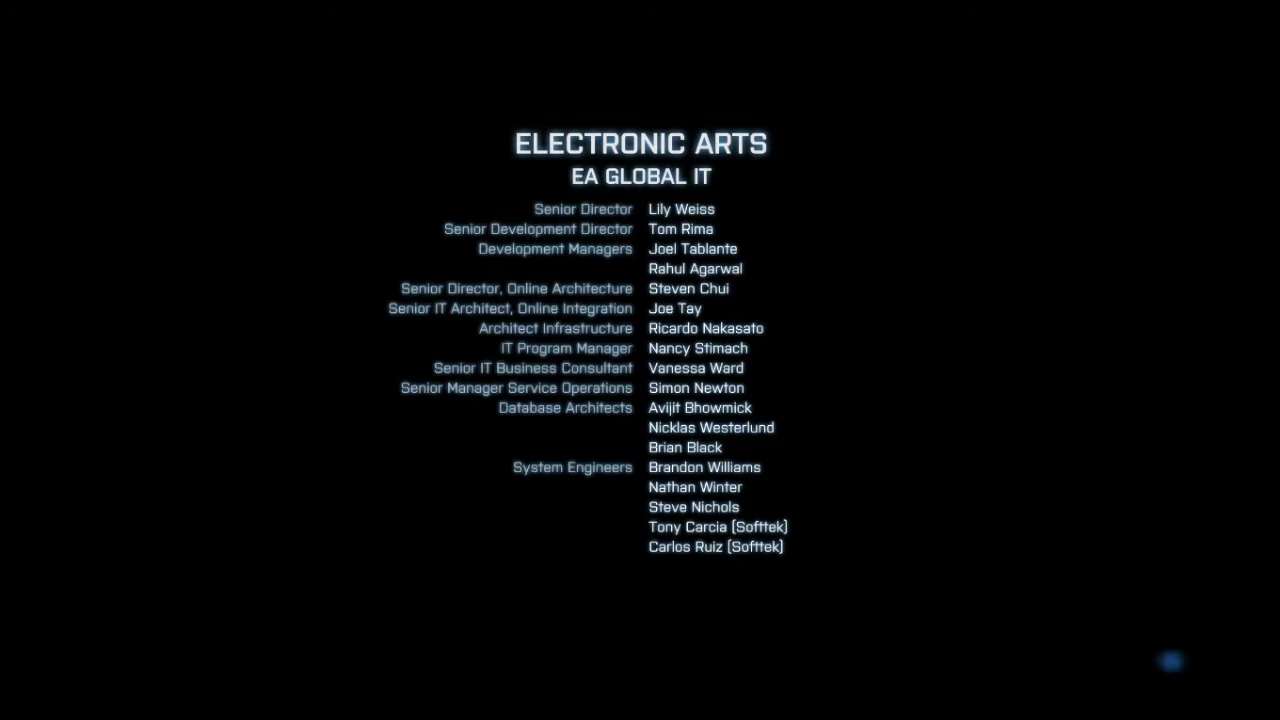 ELECTRONIC ARTS
EA GLOBAL IT
Senior Director Lily Weiss
Senior Development Director Tom Rima
Development Managers Joel Tablante
Rahul Agarwal
Senior Director, Online Architecture Steven Chui
Senior IT Architect, Online Integration Joe Tay
Architect Infrastructure Ricardo Nakasato
IT Program Manager Nancy Stimach
Senior IT Business Consultant Vanessa Ward
Senior Manager Service Operations Simon Newton
Database Architects Avijit Bhowmick
Nicklas Westerlund
Brian Black
System Engineers Brandon Williams
Nathan Winter
Steve Nichols
Tony Carcia (Softtek)
Carlos Ruiz (Softtek)